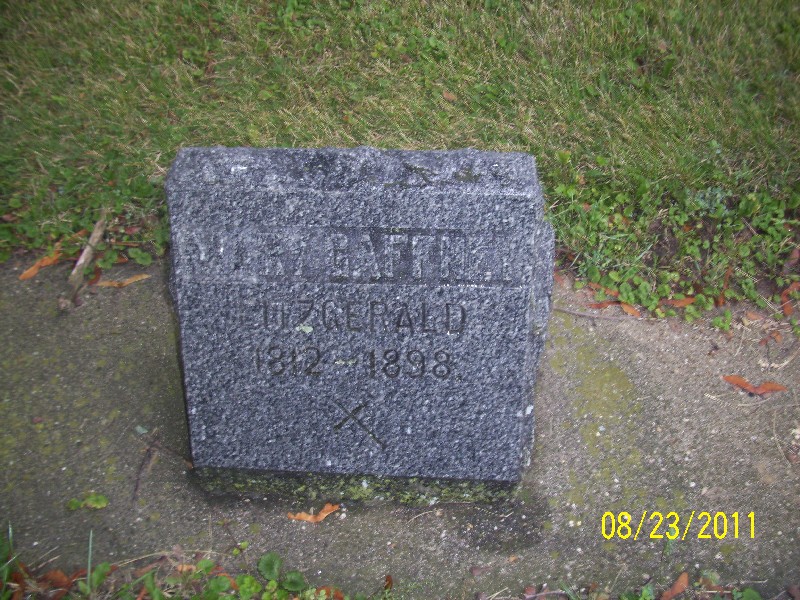 MARY GAFFNEY
FITZGERALD
1812-1898
08/23/2011